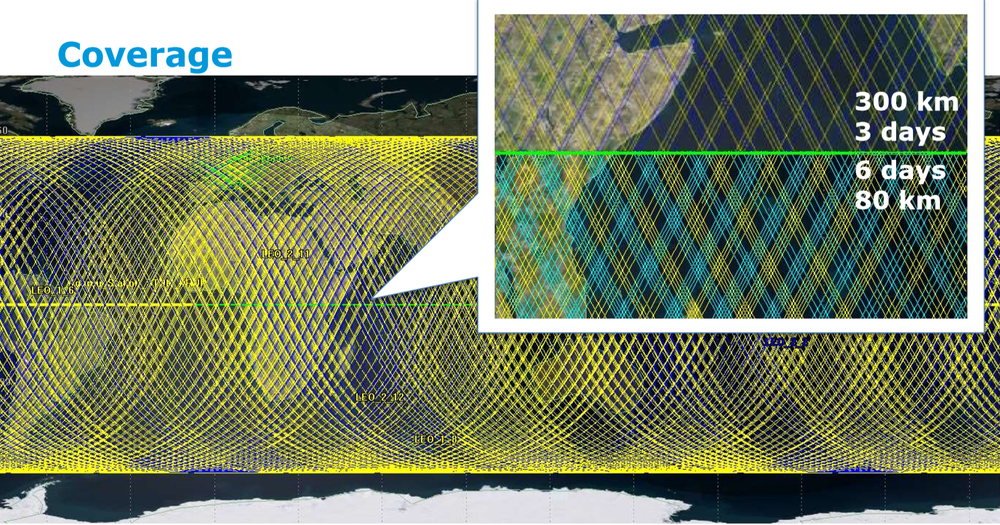 Coverage
300 km
3 days
6 days
80 km
LEO_2_11
LEO_1_6
LEO_2_12
LEO_1_8